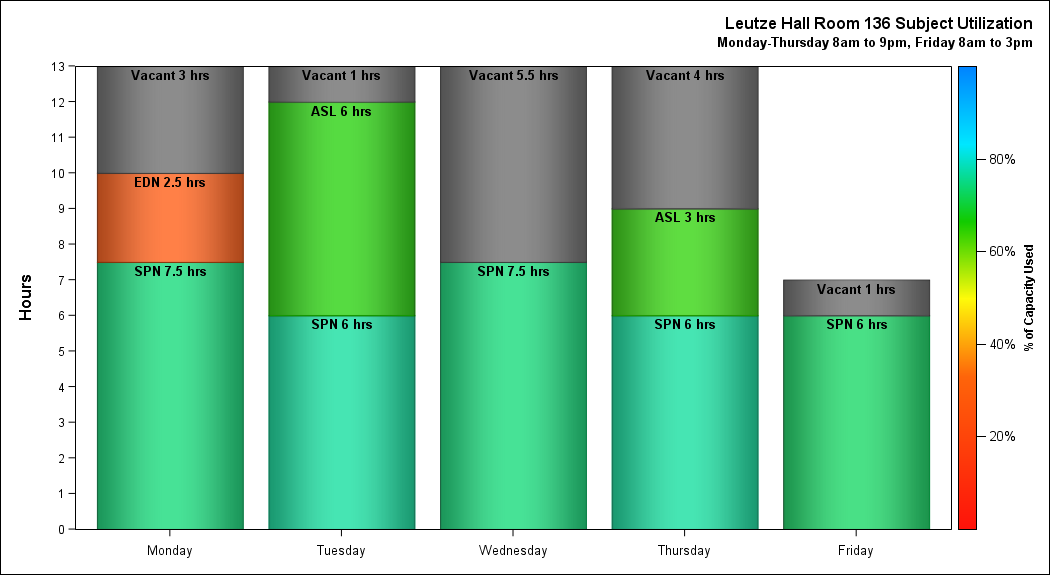 Leutze Hall Room 136 Subject Utilization
Monday-Thursday 8am to 9pm, Friday 8am to 3pm
Hours
13
12
11
10
9
8
7
6
5
4
3
2
1
0
Vacant 3 hrs
EDN 2.5 hrs
SPN 7.5 hrs
Vacant 1 hrs
ASL 6 hrs
SPN 6 hrs
Vacant 5.5 hrs
SPN 7.5 hrs
Vacant 4 hrs
ASL 3 hrs
SPN 6 hrs
Vacant 1 hrs
SPN 6 hrs
Monday
Tuesday
Wednesday
Thursday
Friday
80%
60%
40%
20%
% of Capacity Used